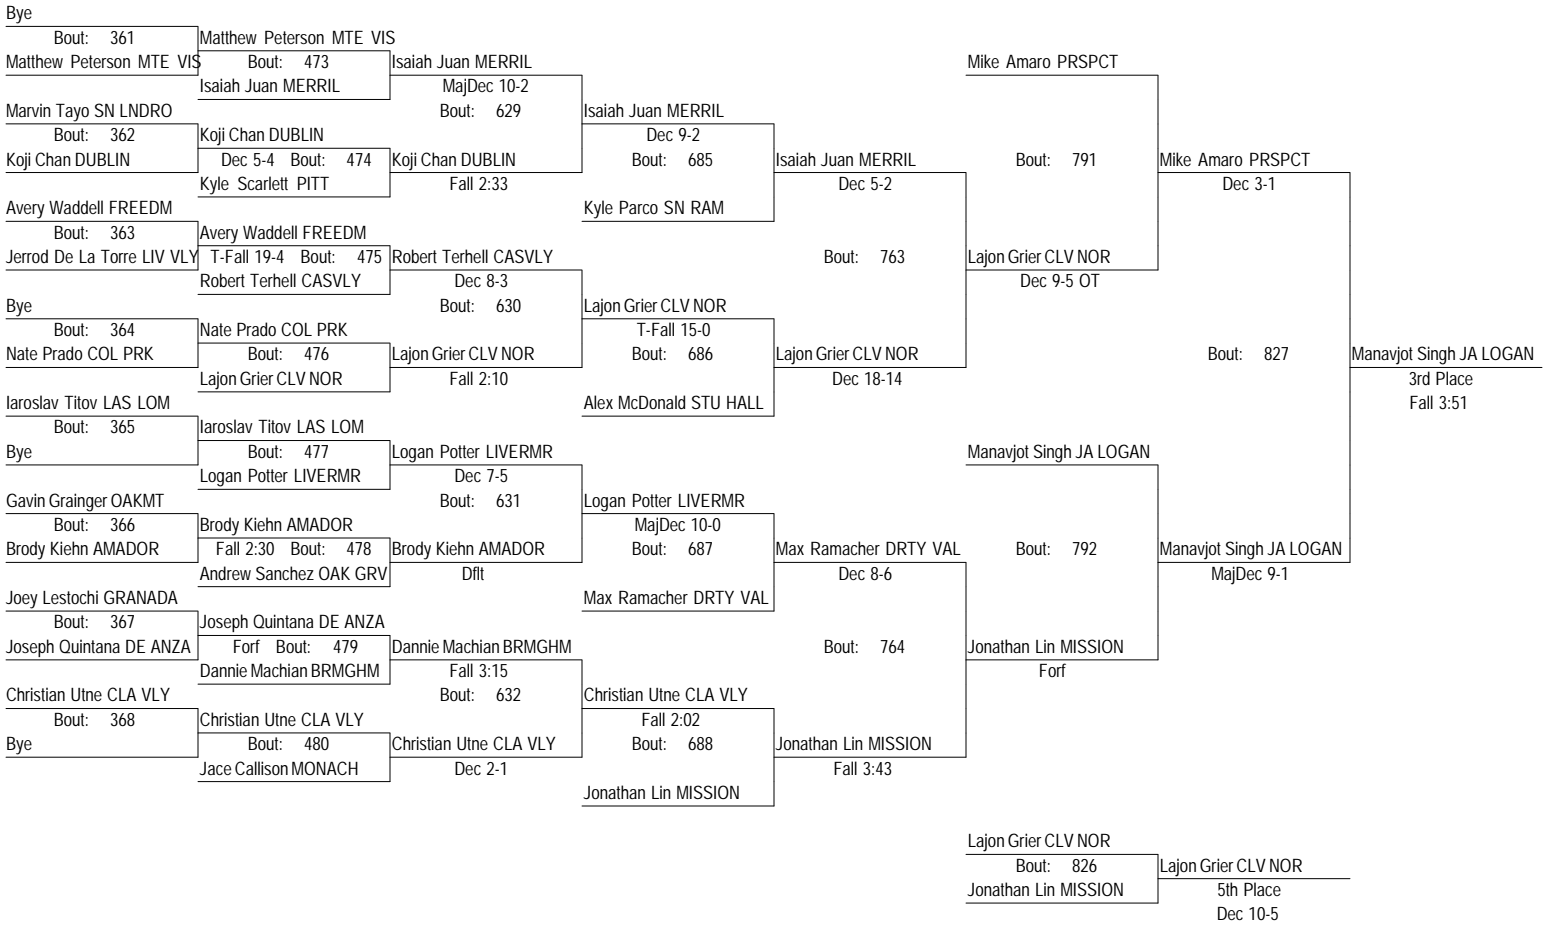 Bye
Bout: 361
Matthew Peterson MTE VIS
Marvin Tayo SN LNDRO
Bout: 362
Koji Chan DUBLIN
Avery Waddell FREEDM
Bout: 363
Jerrod De La Torre LIV VLY
Bye
Bout: 364
Nate Prado COL PRK
Iaroslav Titov LAS LOM
Bout: 365
Bye
Gavin Grainger OAKMT
Bout: 366
Brody Kiehn AMADOR
Joey Lestochi GRANADA
Bout: 367
Joseph Quintana DE ANZA
Christian Utne CLA VLY
Bout: 368
Bye
Matthew Peterson MTE VIS
Bout: 473
Isaiah Juan MERRIL
Koji Chan DUBLIN
Dec 5-4 Bout: 474
Kyle Scarlett PITT
Avery Waddell FREEDM
T-Fall 19-4 Bout: 475
Robert Terhell CASVLY
Nate Prado COL PRK
Bout: 476
Lajon Grier CLV NOR
Iaroslav Titov LAS LOM
Bout: 477
Logan Potter LIVERMR
Brody Kiehn AMADOR
Fall 2:30 Bout: 478
Andrew Sanchez OAK GRV
Joseph Quintana DE ANZA
Forf Bout: 479
Dannie Machian BRMGHM
Christian Utne CLA VLY
Bout: 480
Jace Callison MONACH
Isaiah Juan MERRIL
MajDec 10-2
Bout: 629
Koji Chan DUBLIN
Fall 2:33
Robert Terhell CASVLY
Dec 8-3
Bout: 630
Lajon Grier CLV NOR
Fall 2:10
Logan Potter LIVERMR
Dec 7-5
Bout: 631
Brody Kiehn AMADOR
Dflt
Dannie Machian BRMGHM
Fall 3:15
Bout: 632
Christian Utne CLA VLY
Dec 2-1
Isaiah Juan MERRIL
Dec 9-2
Bout: 685
Kyle Parco SN RAM
Lajon Grier CLV NOR
T-Fall 15-0
Bout: 686
Alex McDonald STU HALL
Logan Potter LIVERMR
MajDec 10-0
Bout: 687
Max Ramacher DRTY VAL
Christian Utne CLA VLY
Fall 2:02
Bout: 688
Jonathan Lin MISSION
Isaiah Juan MERRIL
Dec 5-2
Bout: 763
Lajon Grier CLV NOR
Dec 18-14
Max Ramacher DRTY VAL
Dec 8-6
Bout: 764
Jonathan Lin MISSION
Fall 3:43
Mike Amaro PRSPCT
Bout: 791
Lajon Grier CLV NOR
Dec 9-5 OT
Manavjot Singh JA LOGAN
Bout: 792
Jonathan Lin MISSION
Forf
Mike Amaro PRSPCT
Dec 3-1
Bout: 827
Manavjot Singh JA LOGAN
MajDec 9-1
Manavjot Singh JA LOGAN
3rd Place
Fall 3:51
Lajon Grier CLV NOR
Bout: 826
Jonathan Lin MISSION
Lajon Grier CLV NOR
5th Place
Dec 10-5